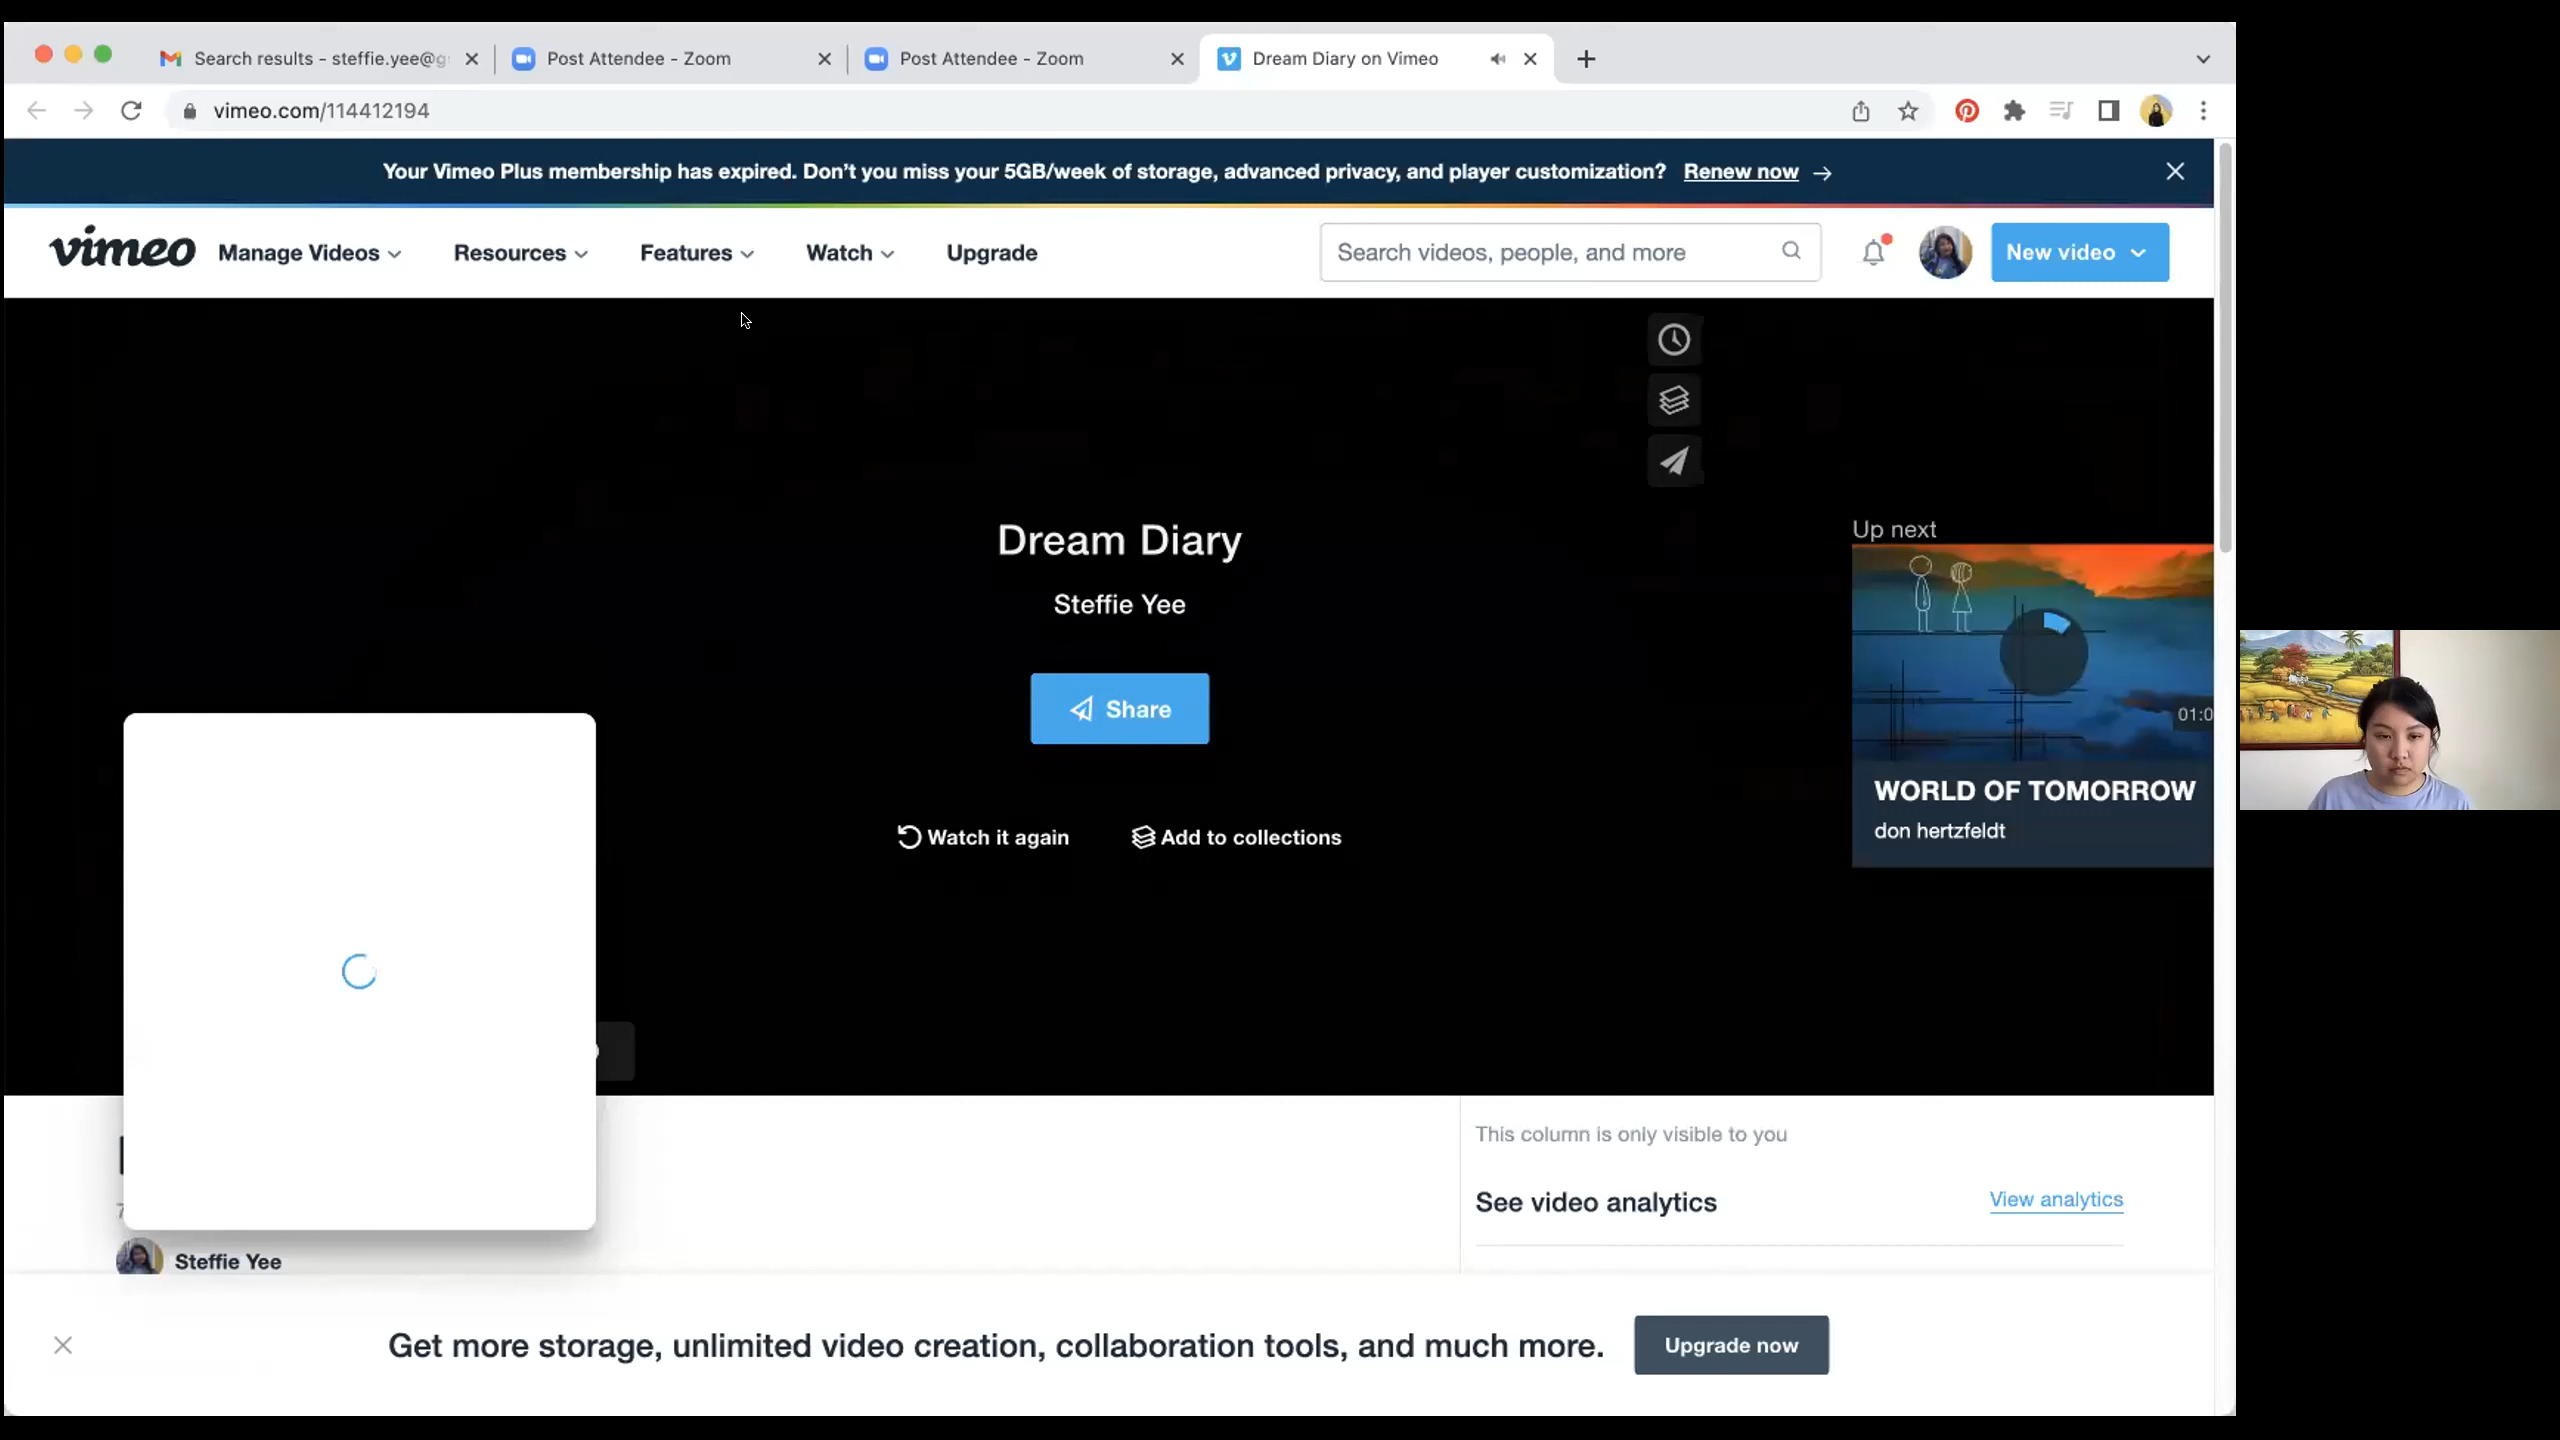 Search results - steffie.yee@g
Post Attendee - Zoom
Post Attendee - Zoom
Dream Diary on Vimeo
vimeo.com/114412194
Your Vimeo Plus membership has expired. Don't you miss your 5GB/week of storage, advanced privacy, and player customization? Renew now →
vimeo
Manage Videos
Resources
Features
Watch
Upgrade
Search videos, people, and more
New video
Dream Diary
Steffie Yee
Share
Watch it again
Add to collections
Up next
01:0
WORLD OF TOMORROW
don hertzfeldt
This column is only visible to you
See video analytics
View analytics
Steffie Yee
Get more storage, unlimited video creation, collaboration tools, and much more.
Upgrade now